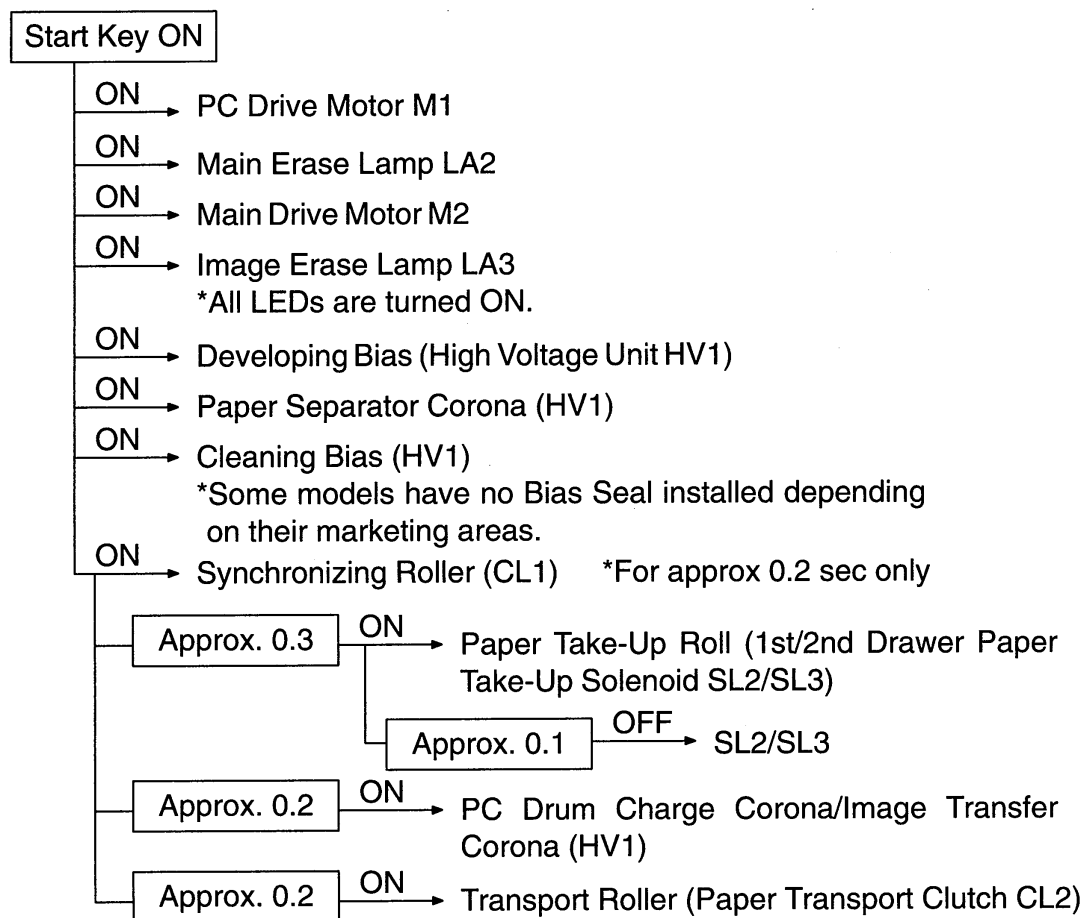 Start Key ON
ON
PC Drive Motor M1
ON
Main Erase Lamp LA2
ON
Main Drive Motor M2
ON
Image Erase Lamp LA3
*All LEDs are turned ON.
ON
Developing Bias (High Voltage Unit HV1)
ON
Paper Separator Corona (HV1)
ON
Cleaning Bias (HV1)
*Some models have no Bias Seal installed depending
on their marketing areas.
ON
Synchronizing Roller (CL1) *For approx 0.2 sec only
Approx. 0.3 ON
Paper Take-Up Roll (1st/2nd Drawer Paper
Take-Up Solenoid SL2/SL3)
Approx. 0.1 OFF SL2/SL3
Approx. 0.2 ON
PC Drum Charge Corona/Image Transfer
Corona (HV1)
Approx. 0.2 ON
Transport Roller (Paper Transport Clutch CL2)